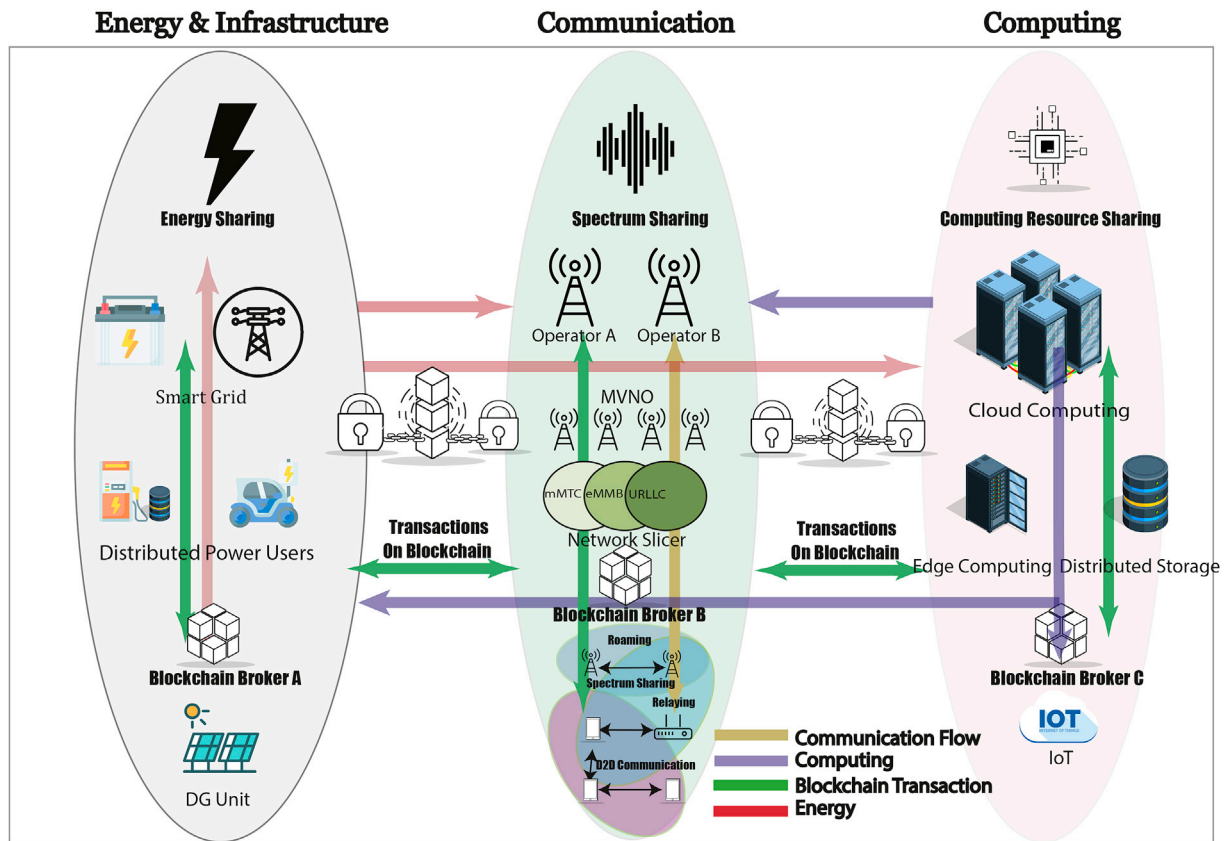 Energy & Infrastructure
Communication
Computing
Energy Sharing
Spectrum Sharing
Computing Resource Sharing
Operator A
Operator B
Smart Grid
MVNO
Cloud Computing
mMTC
eMMB
URLLC
Distributed Power Users
Transactions
On Blockchain
Network Slicer
Transactions
On Blockchain
Edge Computing
Distributed Storage
Blockchain Broker B
Roaming
Blockchain Broker A
Spectrum Sharing
Blockchain Broker C
Relaying
IOT
INTERNET OF THINGS
IoT
Communication Flow
Computing
D2D Communication
Blockchain Transaction
DG Unit
Energy